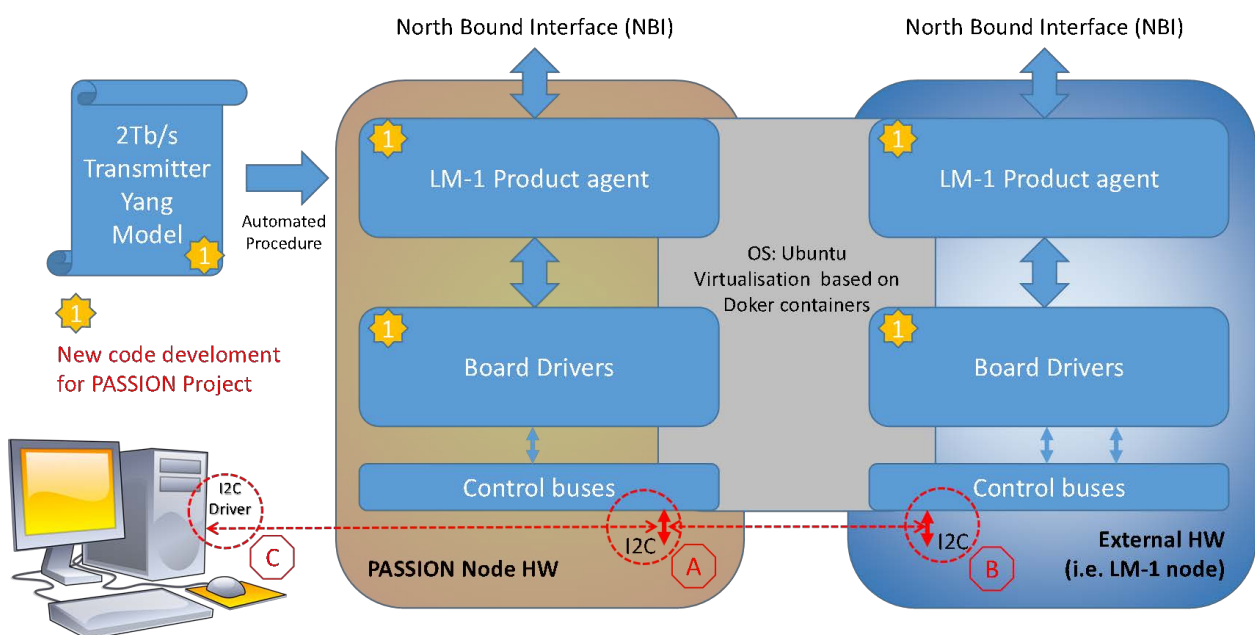 North Bound Interface (NBI)
North Bound Interface (NBI)
2Tb/s
Transmitter
Yang
Model
1
Automated
Procedure
1
LM-1 Product agent
1
LM-1 Product agent
OS: Ubuntu
Virtualisation based on
Doker containers
1
New code develoment
for PASSION Project
1
Board Drivers
1
Board Drivers
Control buses
Control buses
I2C
Driver
C
I2C
A
I2C
B
PASSION Node HW
External HW
(i.e. LM-1 node)